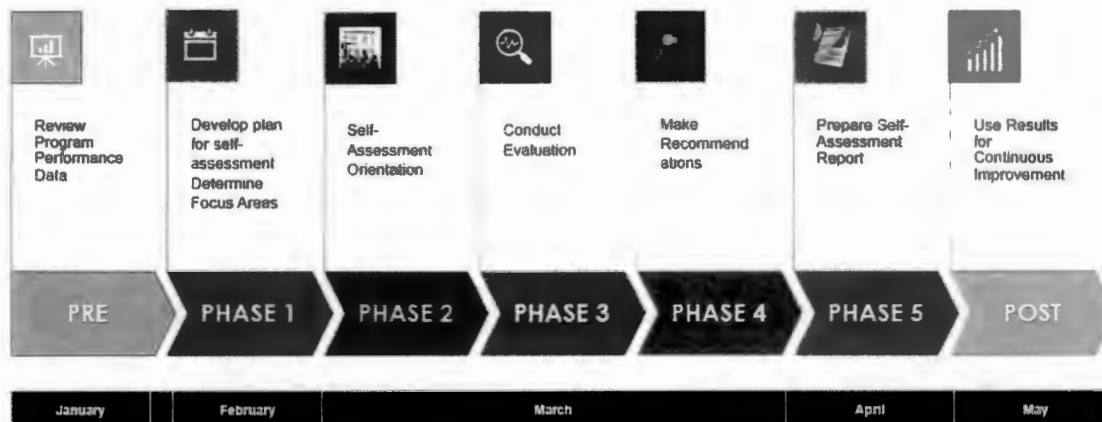 Review
Program
Performance
Data
Develop plan
for self-
assessment
Determine
Focus Areas
Self-
Assessment
Orientation
Conduct
Evaluation
Make
Recommend
ations
Prepare Self-
Assessment
Report
Use Results
for
Continuous
Improvement
PRE
PHASE 1
PHASE 2
PHASE 3
PHASE 4
PHASE 5
POST
January
February
March
April
May